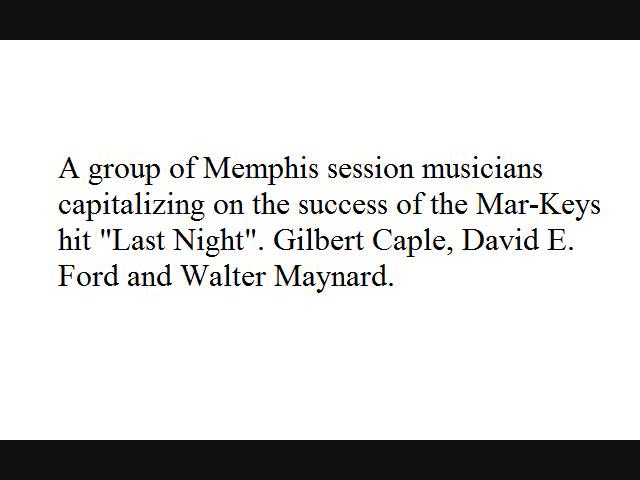 A group of Memphis session musicians
capitalizing on the success of the Mar-Keys
hit "Last Night". Gilbert Caple, David E.
Ford and Walter Maynard.